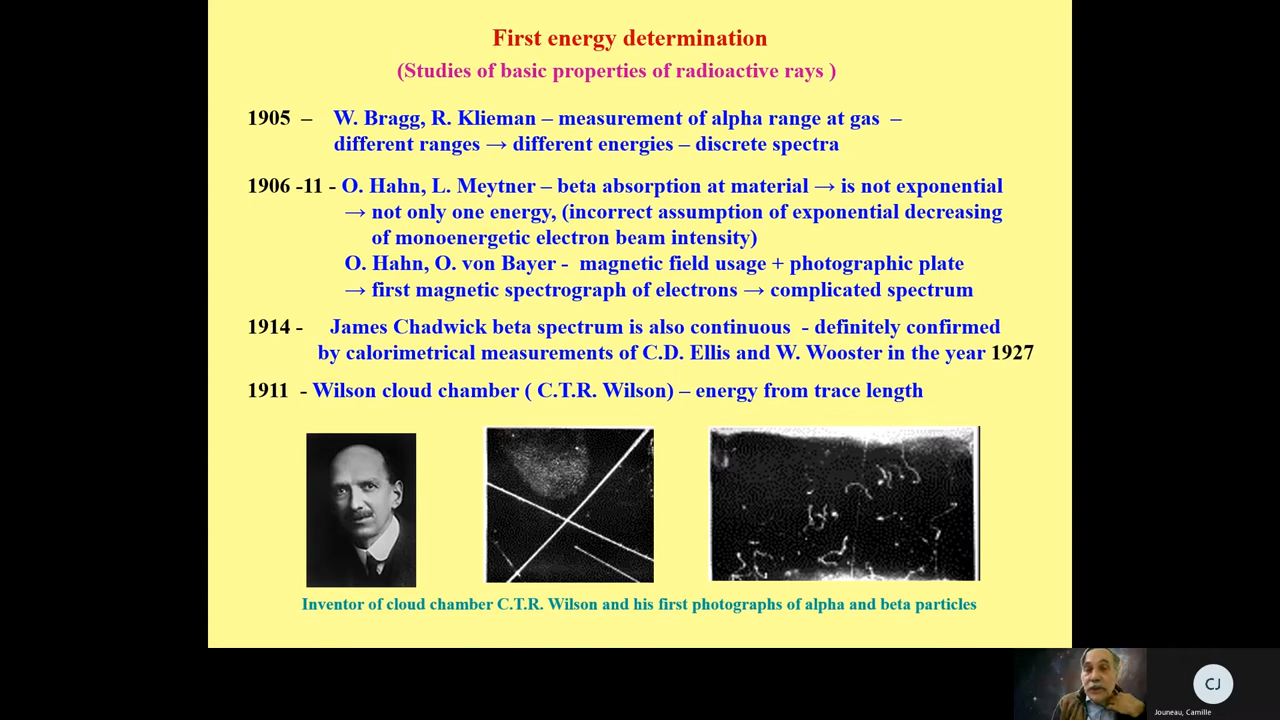 First energy determination
(Studies of basic properties of radioactive rays )
1905 – W. Bragg, R. Klieman – measurement of alpha range at gas –
different ranges → different energies – discrete spectra
1906 -11 - O. Hahn, L. Meytner – beta absorption at material → is not exponential
→ not only one energy, (incorrect assumption of exponential decreasing
of monoenergetic electron beam intensity)
O. Hahn, O. von Bayer - magnetic field usage + photographic plate
→ first magnetic spectrograph of electrons → complicated spectrum
1914 - James Chadwick beta spectrum is also continuous - definitely confirmed
by calorimetrical measurements of C.D. Ellis and W. Wooster in the year 1927
1911 - Wilson cloud chamber ( C.T.R. Wilson) – energy from trace length
Inventor of cloud chamber C.T.R. Wilson and his first photographs of alpha and beta particles
CJ
Jouneau, Camille